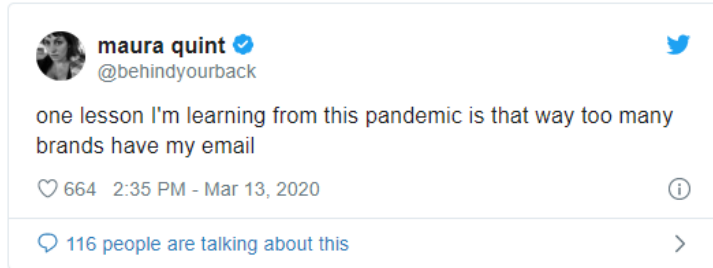 maura quint
@behindyourback
one lesson I'm learning from this pandemic is that way too many
brands have my email
664 2:35 PM - Mar 13, 2020
116 people are talking about this